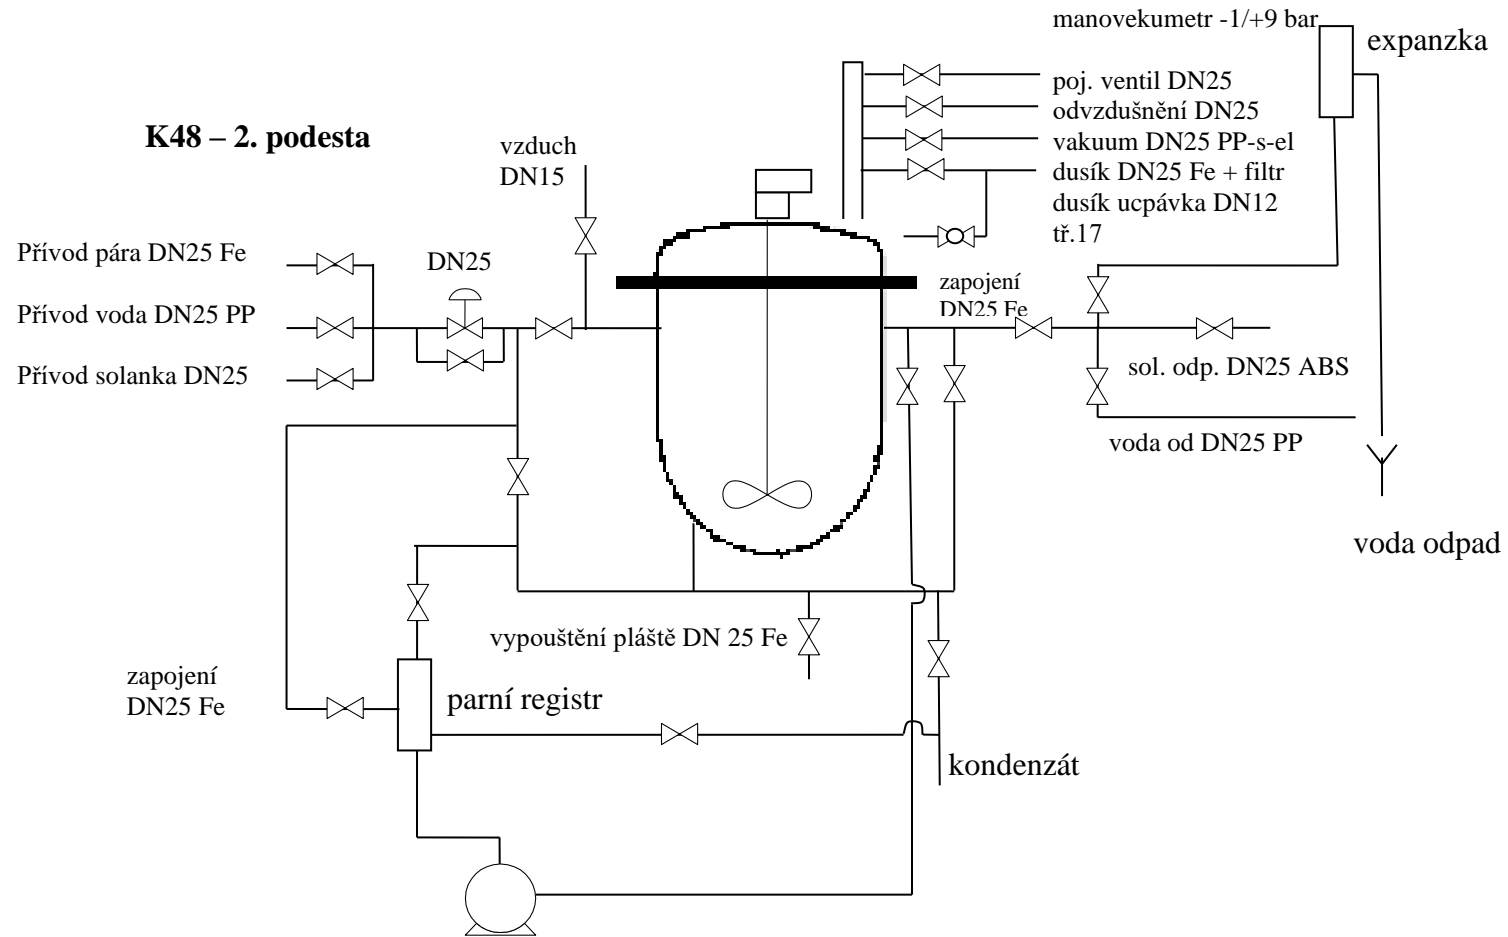 manovekumetr -1/+9 bar
expanzka
poj. ventil DN25
odvzdušnění DN25
vakuum DN25 PP-s-el
dusík DN25 Fe + filtr
dusík ucpávka DN12
tř.17
K48 – 2. podesta
vzduch
DN15
Přívod pára DN25 Fe
DN25
Přívod voda DN25 PP
Přívod solanka DN25
zapojení
DN25 Fe
sol. odp. DN25 ABS
voda od DN25 PP
voda odpad
vypouštění pláště DN 25 Fe
zapojení
DN25 Fe
parní registr
kondenzát